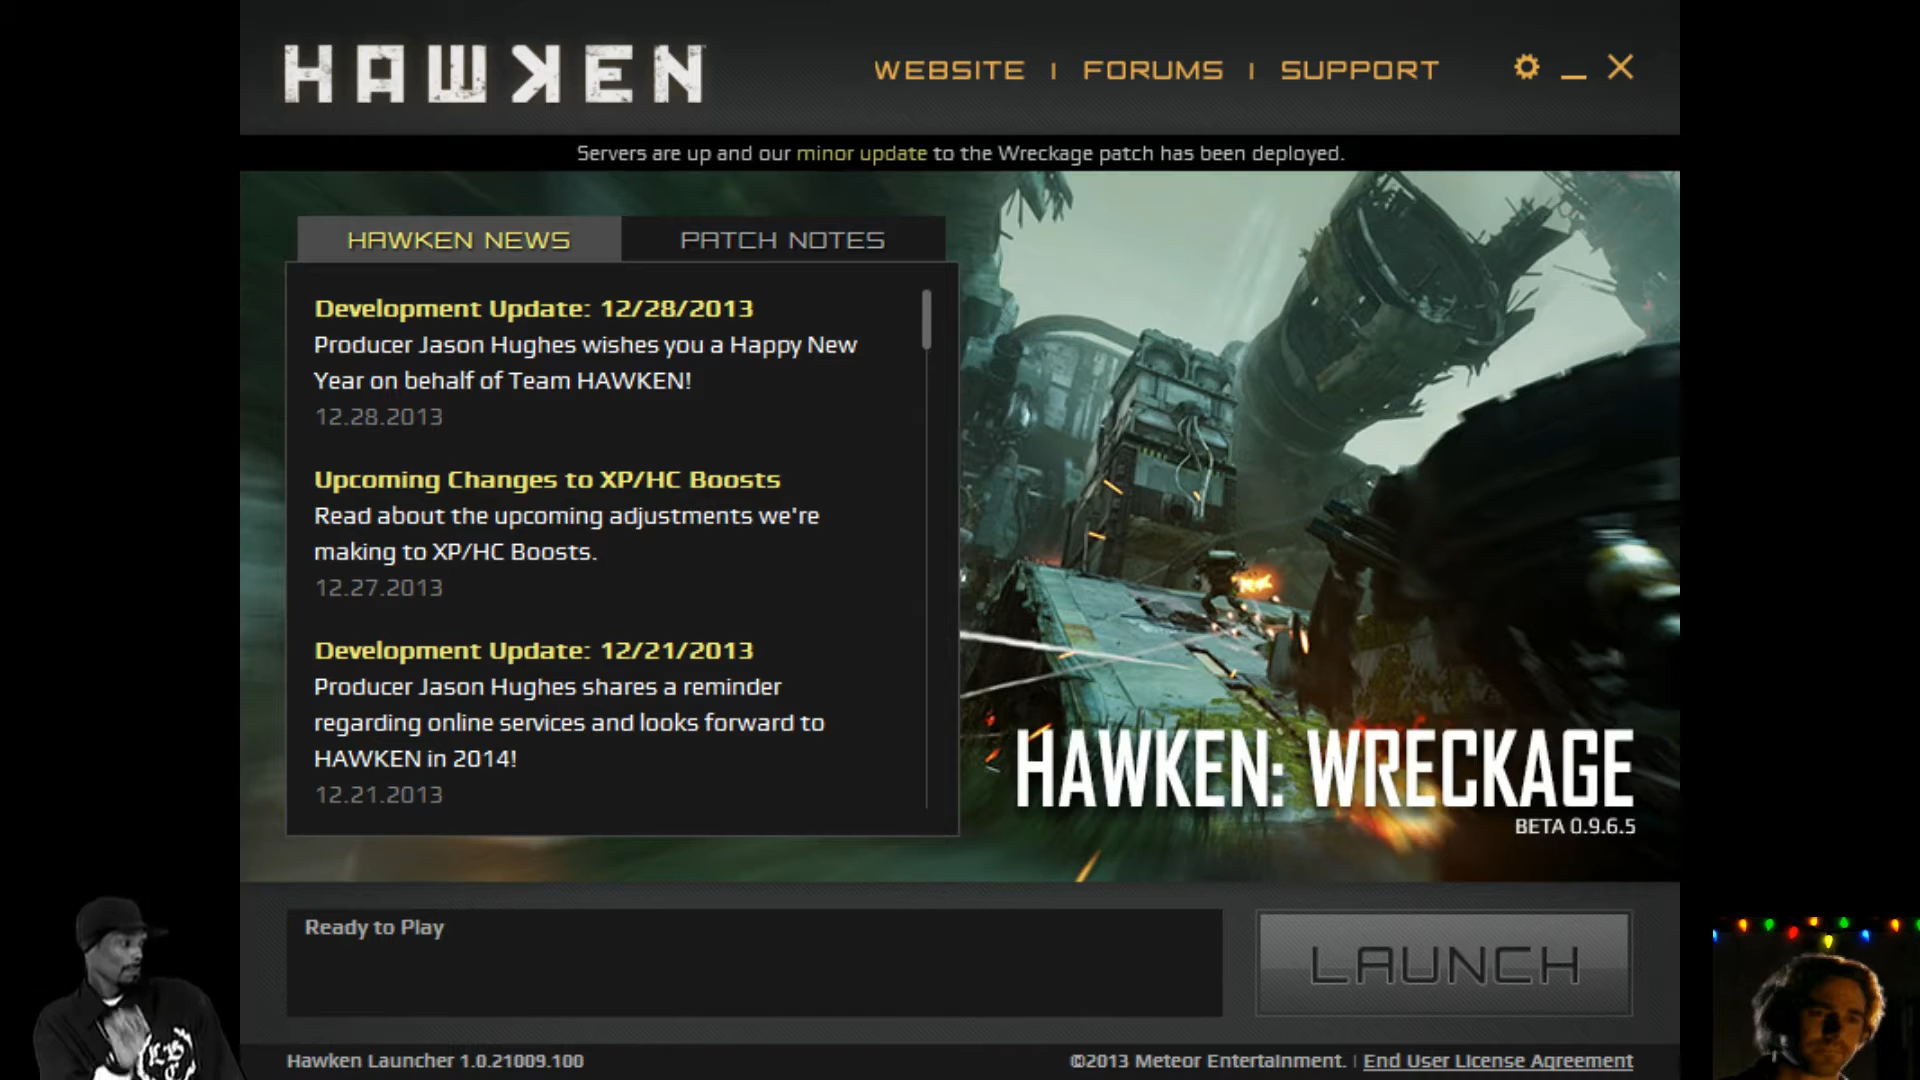 HAWKEN
WEBSITE | FORUMS | SUPPORT
Servers are up and our minor update to the Wreckage patch has been deployed.
HAWKEN NEWS
PATCH NOTES
Development Update: 12/28/2013
Producer Jason Hughes wishes you a Happy New
Year on behalf of Team HAWKEN!
12.28.2013
Upcoming Changes to XP/HC Boosts
Read about the upcoming adjustments we're
making to XP/HC Boosts.
12.27.2013
Development Update: 12/21/2013
Producer Jason Hughes shares a reminder
regarding online services and looks forward to
HAWKEN in 2014!
12.21.2013
HAWKEN: WRECKAGE
BETA 0.9.6.5
Ready to Play
LAUNCH
Hawken Launcher 1.0.21009.100
©2013 Meteor Entertainment. | End User License Agreement